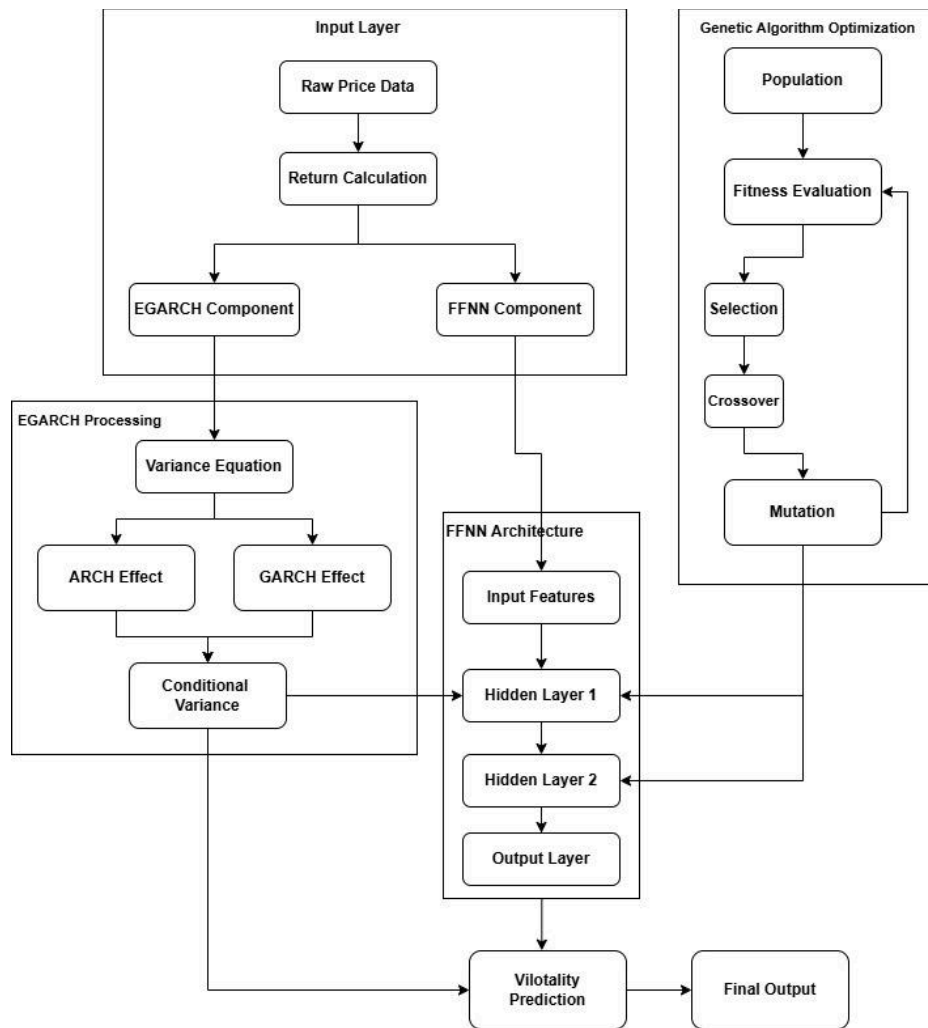 Input Layer
Raw Price Data
Return Calculation
EGARCH Component
FFNN Component
Genetic Algorithm Optimization
Population
Fitness Evaluation
Selection
Crossover
Mutation
EGARCH Processing
Variance Equation
ARCH Effect
GARCH Effect
Conditional
Variance
FFNN Architecture
Input Features
Hidden Layer 1
Hidden Layer 2
Output Layer
Vilotality
Prediction
Final Output